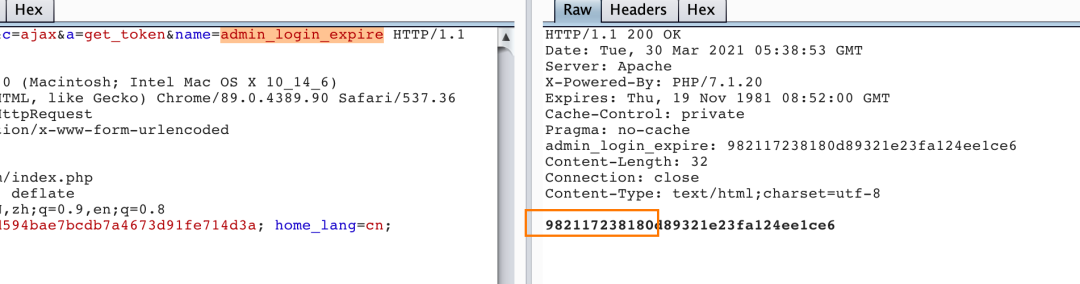 Hex
c=ajax&a=get_token&name=admin_login_expire HTTP/1.1
0 (Macintosh; Intel Mac OS X 10_14_6)
HTML, like Gecko) Chrome/89.0.4389.90 Safari/537.36
HttpRequest
tion/x-www-form-urlencoded
n/index.php
deflate
,zh;q=0.9,en;q=0.8
d594bae7bcdb7a4673d91fe714d3a; home_lang=cn;
Raw Headers Hex
HTTP/1.1 200 OK
Date: Tue, 30 Mar 2021 05:38:53 GMT
Server: Apache
X-Powered-By: PHP/7.1.20
Expires: Thu, 19 Nov 1981 08:52:00 GMT
Cache-Control: private
Pragma: no-cache
admin_login_expire: 982117238180d89321e23fa124ee1ce6
Content-Length: 32
Connection: close
Content-Type: text/html;charset=utf-8
982117238180d89321e23fa124ee1ce6